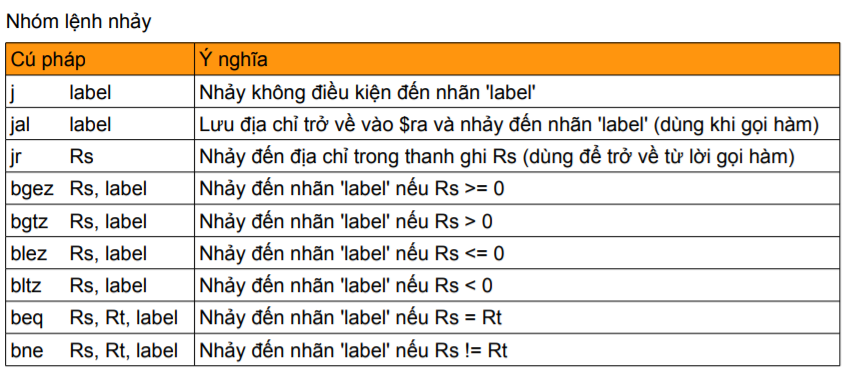 Nhóm lệnh nhảy
Cú pháp Ý nghĩa
j label Nhảy không điều kiện đến nhãn 'label'
jal label Lưu địa chỉ trở về vào $ra và nhảy đến nhãn 'label' (dùng khi gọi hàm)
jr Rs Nhảy đến địa chỉ trong thanh ghi Rs (dùng để trở về từ lời gọi hàm)
bgez Rs, label Nhảy đến nhãn 'label' nếu Rs >= 0
bgtz Rs, label Nhảy đến nhãn 'label' nếu Rs > 0
blez Rs, label Nhảy đến nhãn 'label' nếu Rs <= 0
bltz Rs, label Nhảy đến nhãn 'label' nếu Rs < 0
beq Rs, Rt, label Nhảy đến nhãn 'label' nếu Rs = Rt
bne Rs, Rt, label Nhảy đến nhãn 'label' nếu Rs != Rt